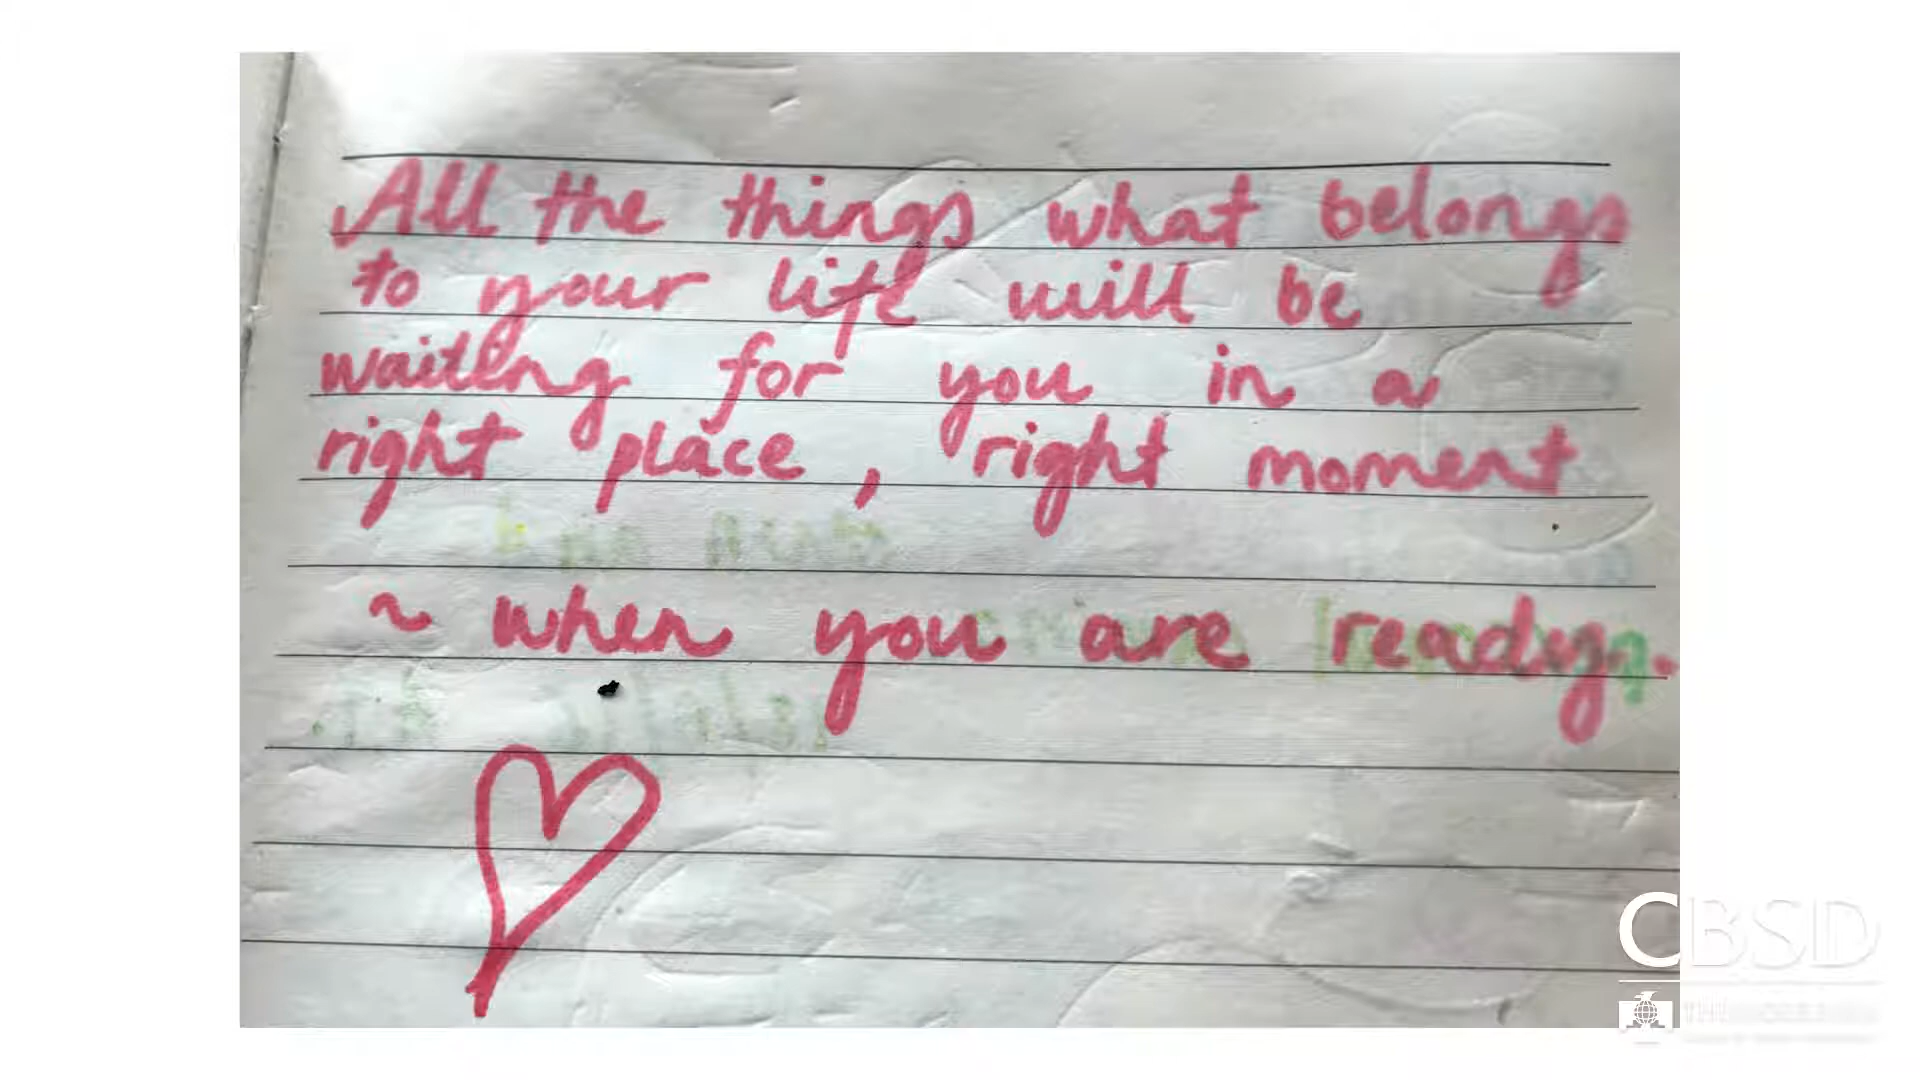 All the things what belongs
to your life will be
waiting for you in a
right place, right moment
~ when you are ready.
CBSD